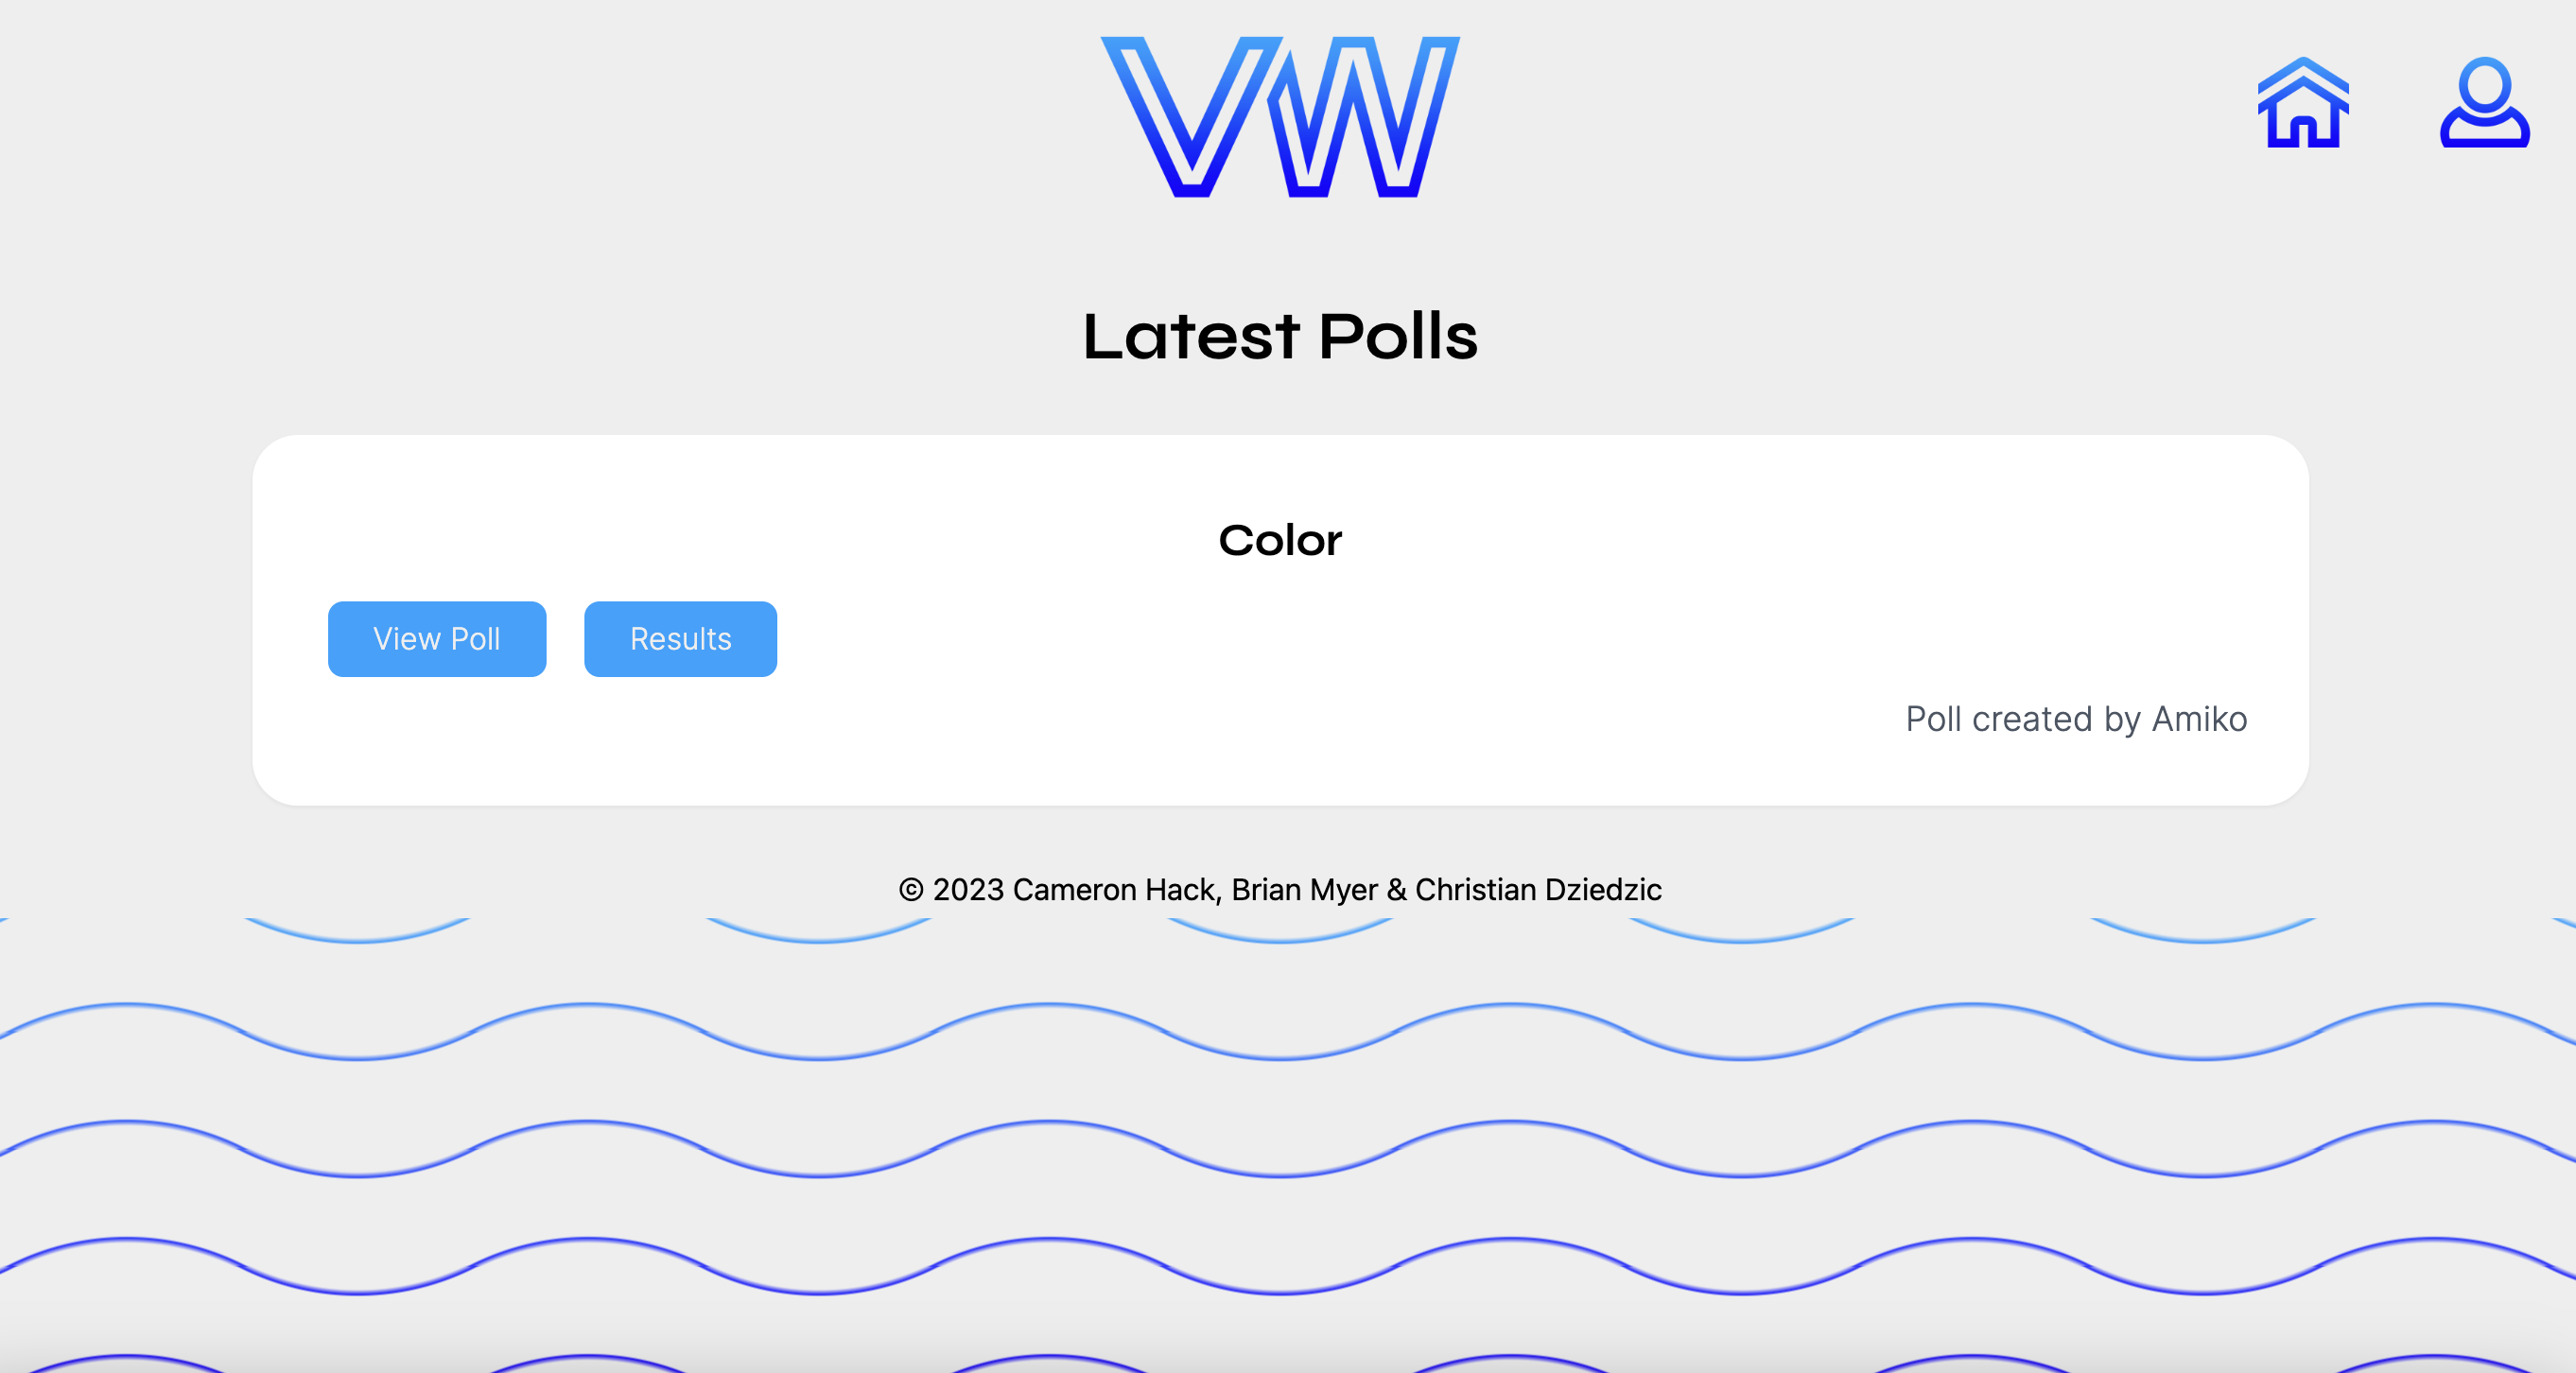 VW
Latest Polls
Color
View Poll
Results
Poll created by Amiko
© 2023 Cameron Hack, Brian Myer & Christian Dziedzic